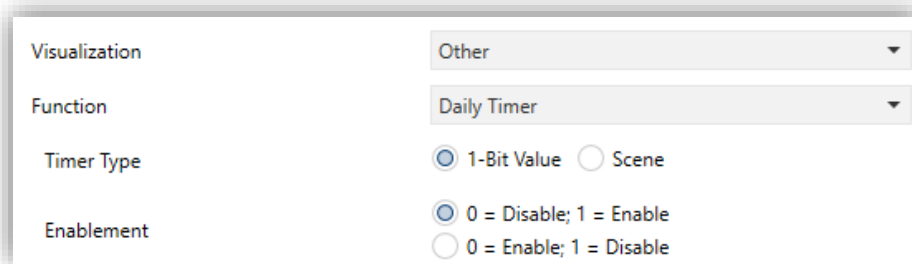 Visualization Other
Function Daily Timer
Timer Type 1-Bit Value Scene
Enablement 0 = Disable; 1 = Enable
0 = Enable; 1 = Disable